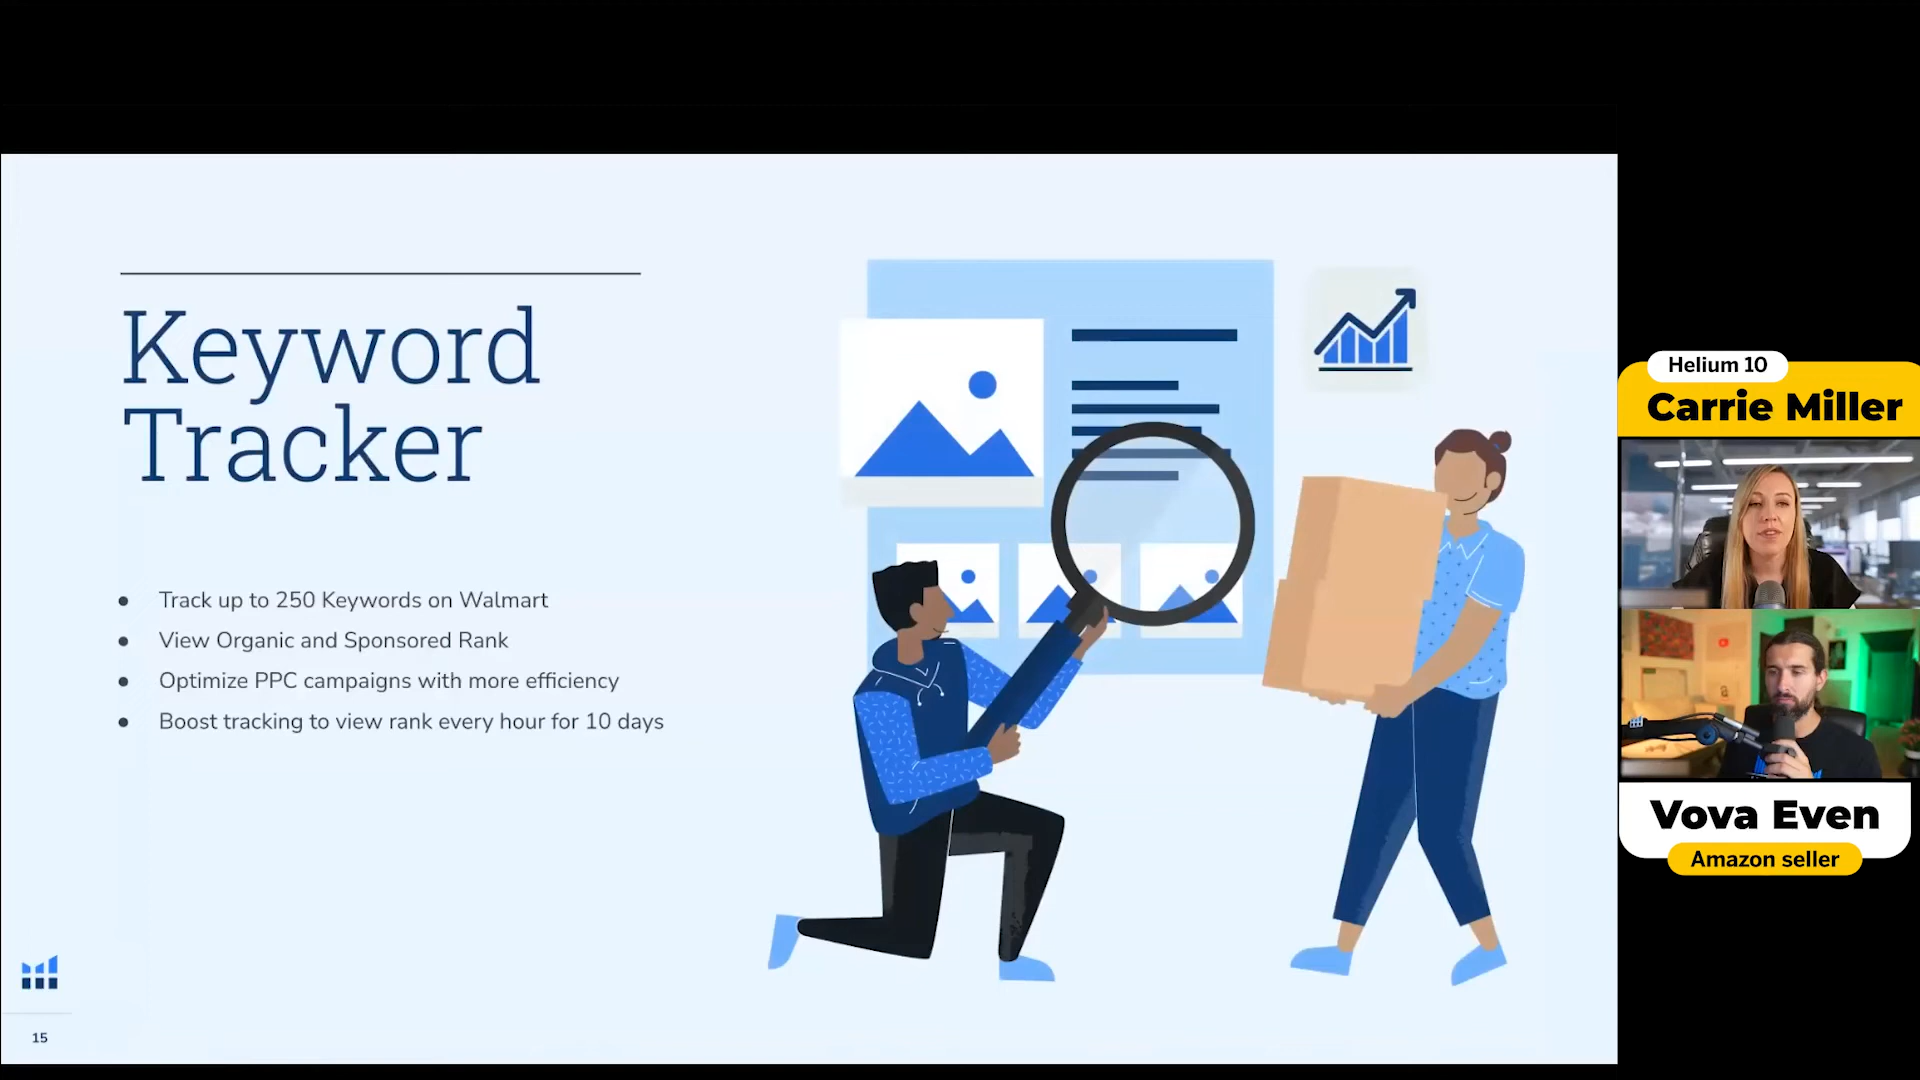 Keyword
Tracker
● Track up to 250 Keywords on Walmart
● View Organic and Sponsored Rank
● Optimize PPC campaigns with more efficiency
● Boost tracking to view rank every hour for 10 days
15
Helium 10
Carrie Miller
Vova Even
Amazon seller